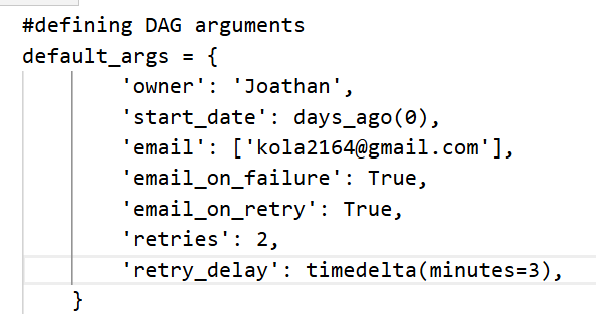 #defining DAG arguments
default_args = {
'owner': 'Joathan',
'start_date': days_ago(0),
'email': ['kola2164@gmail.com'],
'email_on_failure': True,
'email_on_retry': True,
'retries': 2,
'retry_delay': timedelta(minutes=3),
}